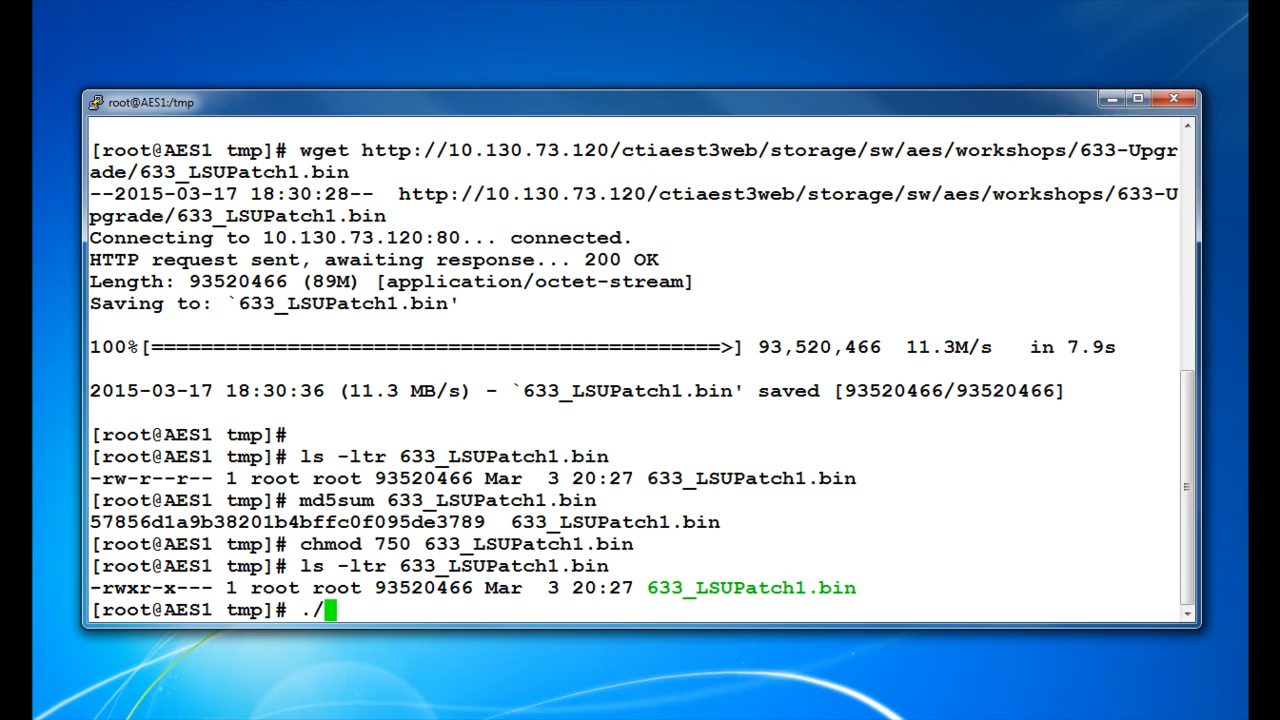 root@AES1:/tmp
[root@AES1 tmp]# wget http://10.130.73.120/ctiaest3web/storage/sw/aes/workshops/633-Upgr
ade/633_LSUPatch1.bin
--2015-03-17 18:30:28--  http://10.130.73.120/ctiaest3web/storage/sw/aes/workshops/633-U
pgrade/633_LSUPatch1.bin
Connecting to 10.130.73.120:80... connected.
HTTP request sent, awaiting response... 200 OK
Length: 93520466 (89M) [application/octet-stream]
Saving to: `633_LSUPatch1.bin'
100%[==============================================>] 93,520,466  11.3M/s   in 7.9s
2015-03-17 18:30:36 (11.3 MB/s) - `633_LSUPatch1.bin' saved [93520466/93520466]
[root@AES1 tmp]#
[root@AES1 tmp]# ls -ltr 633_LSUPatch1.bin
-rw-r--r-- 1 root root 93520466 Mar  3 20:27 633_LSUPatch1.bin
[root@AES1 tmp]# md5sum 633_LSUPatch1.bin
57856d1a9b38201b4bffc0f095de3789  633_LSUPatch1.bin
[root@AES1 tmp]# chmod 750 633_LSUPatch1.bin
[root@AES1 tmp]# ls -ltr 633_LSUPatch1.bin
-rwxr-x--- 1 root root 93520466 Mar  3 20:27 633_LSUPatch1.bin
[root@AES1 tmp]# ./